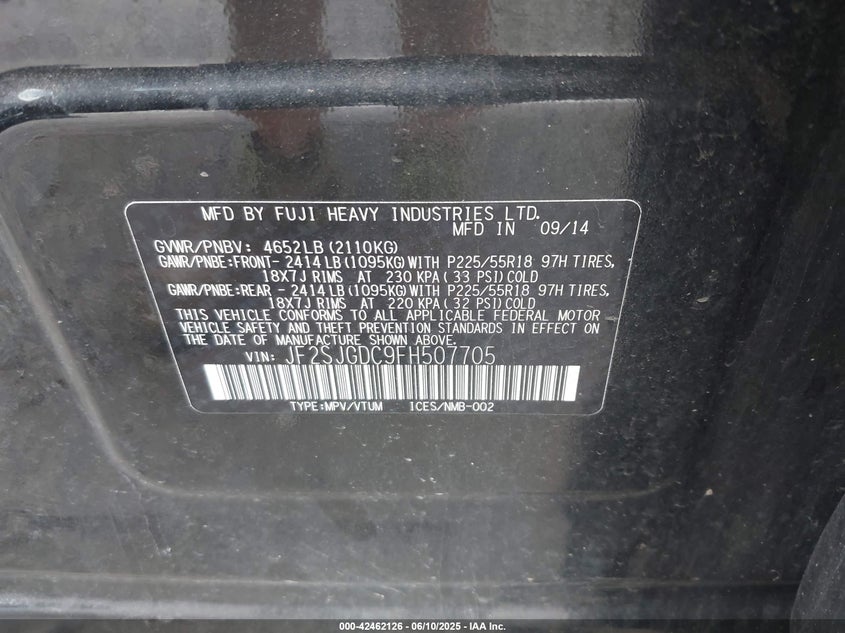 MFD BY FUJI HEAVY INDUSTRIES LTD.
MFD IN 09/14
GVWR/PNBV: 4652LB (2110KG)
GAWR/PNBE:FRONT- 2414 LB (1095KG) WITH P225/55R18 97H TIRES,
18X7J RIMS AT 230 KPA ( 33 PSI) COLD
GAWR/PNBE:REAR - 2414 LB (1095KG) WITH P225/55R18 97H TIRES,
18X7J RIMS AT 220 KPA ( 32 PSI) COLD
THIS VEHICLE CONFORMS TO ALL APPLICABLE FEDERAL MOTOR
VEHICLE SAFETY AND THEFT PREVENTION STANDARDS IN EFFECT ON
THE DATE OF MANUFACTURE SHOWN ABOVE.
VIN: JF2SJGDC9FH507705
TYPE:MPV/VTUM ICES/NMB-002
000-42462126 - 06/10/2025 - IAA Inc.